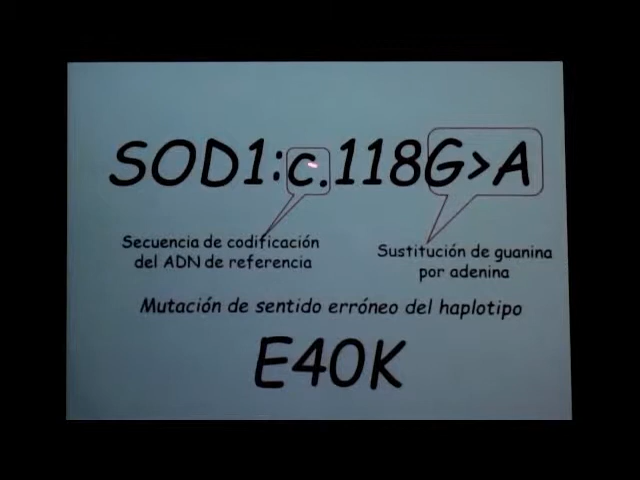 SOD1:c.118G>A
Secuencia de codificación
del ADN de referencia
Sustitución de guanina
por adenina
Mutación de sentido erróneo del haplotipo
E40K